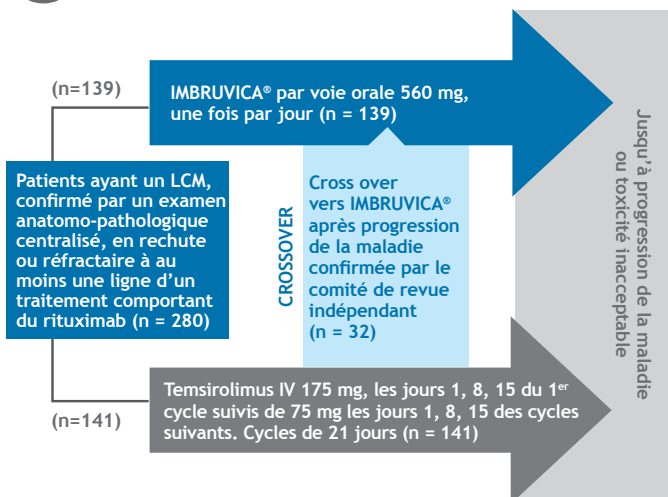 (n=139)
IMBRUVICA® par voie orale 560 mg,
une fois par jour (n = 139)
Patients ayant un LCM,
confirmé par un examen
anatomo-pathologique
centralisé, en rechute
ou réfractaire à au
moins une ligne d’un
traitement comportant
du rituximab (n = 280)
CROSSOVER
Cross over
vers IMBRUVICA®
après progression
de la maladie
confirmée par le
comité de revue
indépendant
(n = 32)
(n=141)
Temsirolimus IV 175 mg, les jours 1, 8, 15 du 1er
cycle suivis de 75 mg les jours 1, 8, 15 des cycles
suivants. Cycles de 21 jours (n = 141)
Jusqu’à progression de la maladie
ou toxicité inacceptable